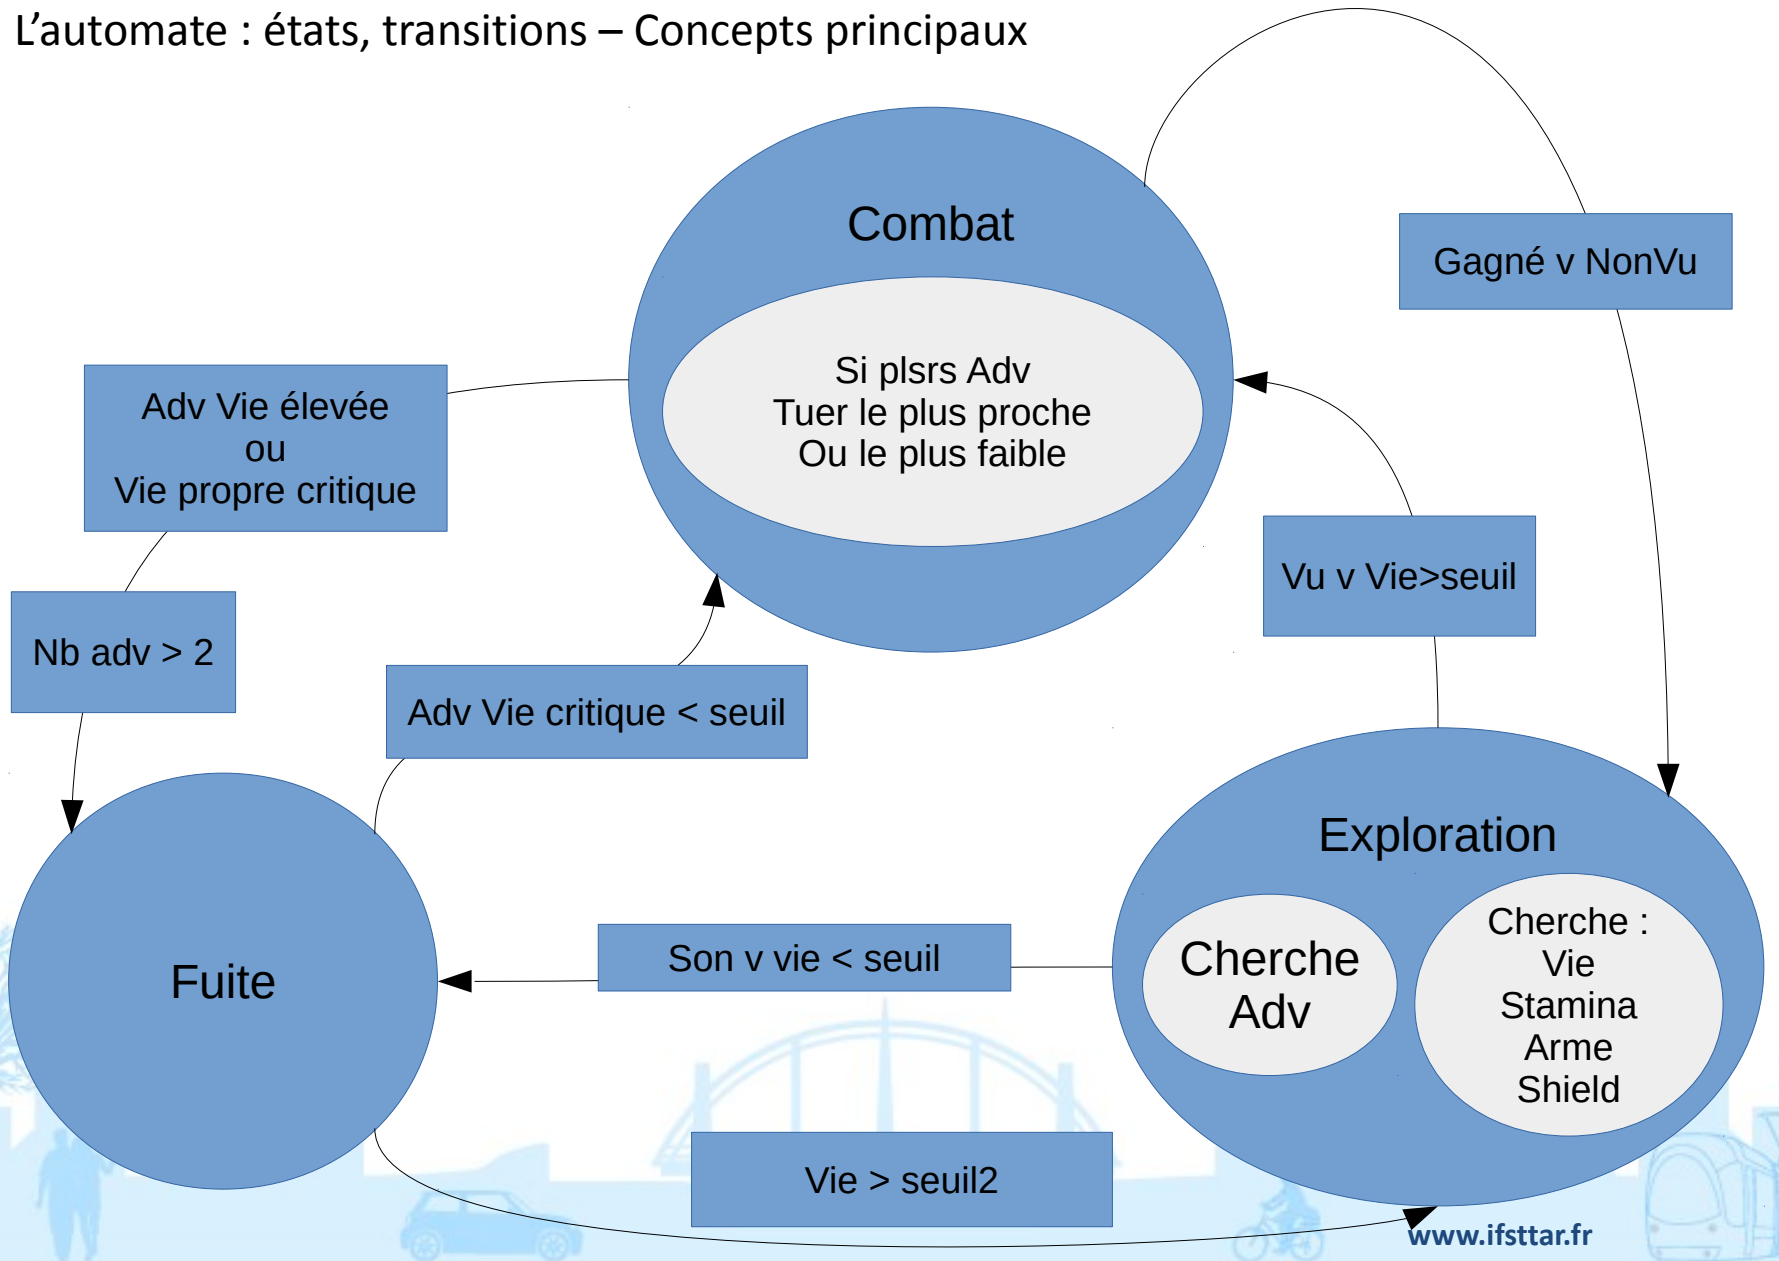 L'automate : états, transitions – Concepts principaux
Combat
Gagné v NonVu
Si plsrs Adv
Tuer le plus proche
Ou le plus faible
Adv Vie élevée
ou
Vie propre critique
Vu v Vie>seuil
Nb adv > 2
Adv Vie critique < seuil
Exploration
Cherche :
Vie
Stamina
Arme
Shield
Cherche
Adv
Son v vie < seuil
Fuite
Vie > seuil2
www.ifsttar.fr